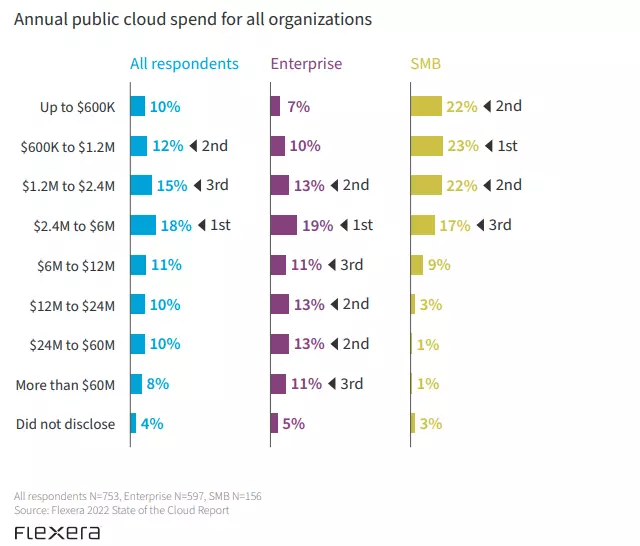 Annual public cloud spend for all organizations
All respondents Enterprise SMB
Up to $600K 10% 7% 22% 2nd
$600K to $1.2M 12% 2nd 10% 23% 1st
$1.2M to $2.4M 15% 3rd 13% 2nd 22% 2nd
$2.4M to $6M 18% 1st 19% 1st 17% 3rd
$6M to $12M 11% 11% 3rd 9%
$12M to $24M 10% 13% 2nd 3%
$24M to $60M 10% 13% 2nd 1%
More than $60M 8% 11% 3rd 1%
Did not disclose 4% 5% 3%
All respondents N=753, Enterprise N=597, SMB N=156
Source: Flexera 2022 State of the Cloud Report
FLEXERA